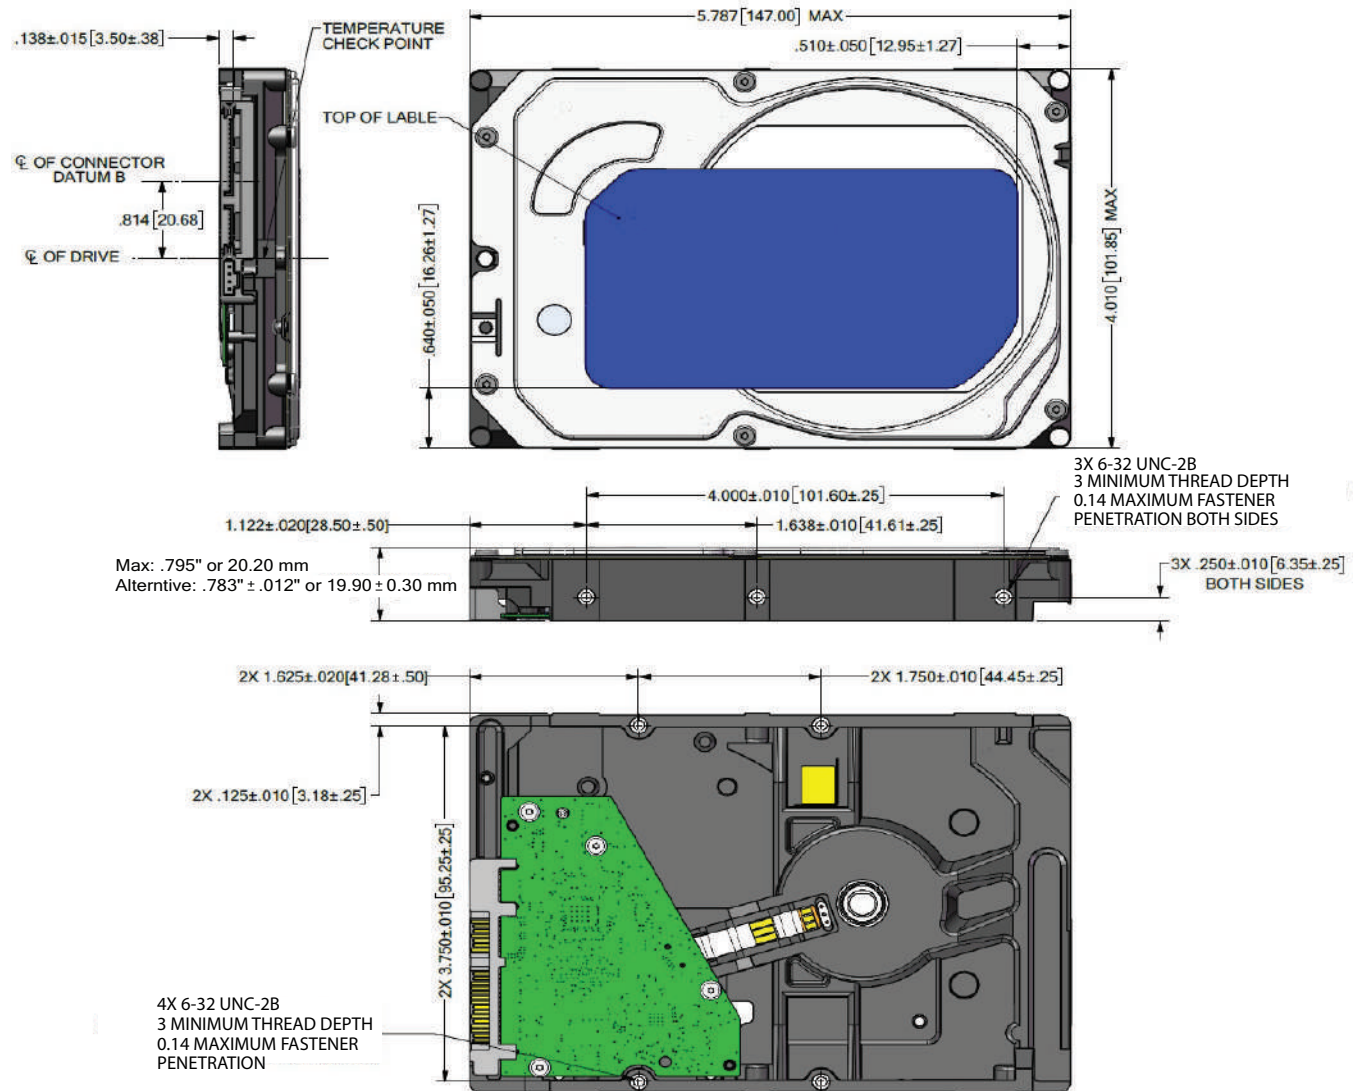 5.787[147.00] MAX
.138±.015[3.50±.38]
TEMPERATURE
CHECK POINT
.510±.050[12.95±1.27]
TOP OF LABLE
℄ OF CONNECTOR
DATUM B
.814[20.68]
℄ OF DRIVE
.640±.050[16.26±1.27]
4.010[101.85] MAX
3X 6-32 UNC-2B
3 MINIMUM THREAD DEPTH
0.14 MAXIMUM FASTENER
PENETRATION BOTH SIDES
4.000±.010[101.60±.25]
1.122±.020[28.50±.50]
1.638±.010[41.61±.25]
Max: .795" or 20.20 mm
Alterntive: .783" ± .012" or 19.90 ± 0.30 mm
3X .250±.010[6.35±.25]
BOTH SIDES
2X 1.625±.020[41.28±.50]
2X 1.750±.010[44.45±.25]
2X .125±.010[3.18±.25]
2X 3.750±.010[95.25±.25]
4X 6-32 UNC-2B
3 MINIMUM THREAD DEPTH
0.14 MAXIMUM FASTENER
PENETRATION